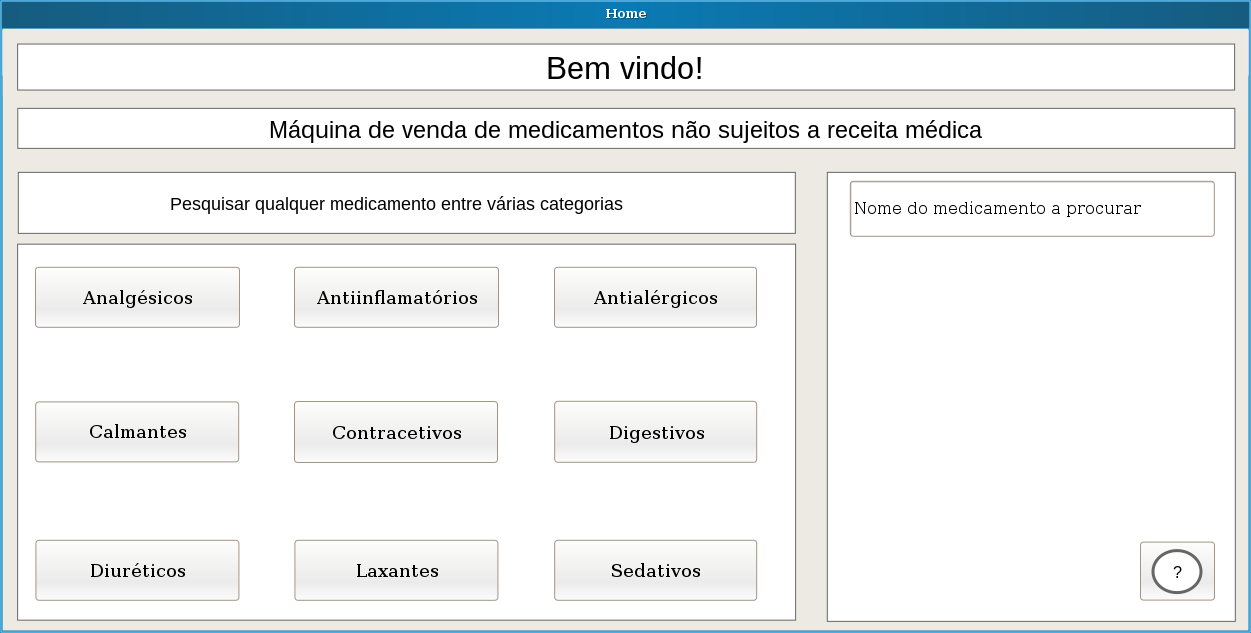 Home
Bem vindo!
Máquina de venda de medicamentos não sujeitos a receita médica
Pesquisar qualquer medicamento entre várias categorias
Nome do medicamento a procurar
Analgésicos
Antiinflamatórios
Antialérgicos
Calmantes
Contracetivos
Digestivos
Diuréticos
Laxantes
Sedativos
?